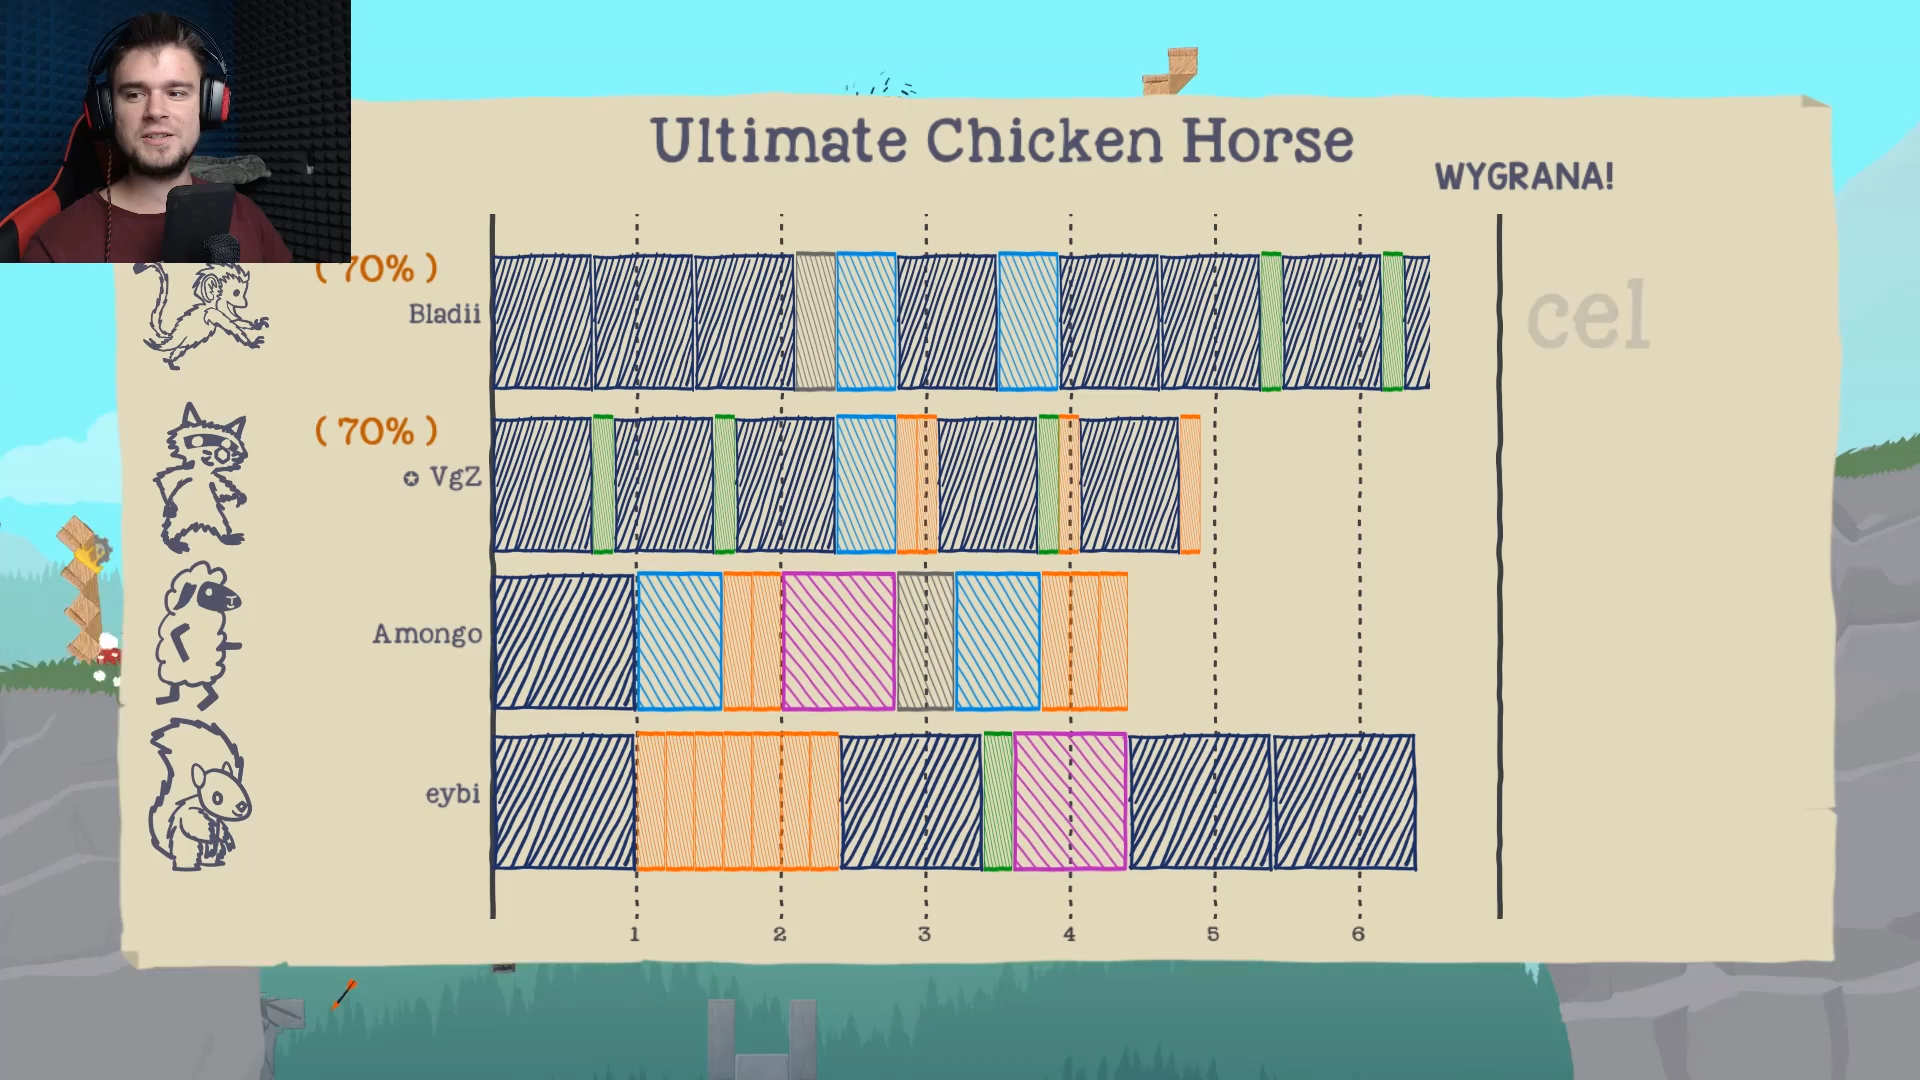 Ultimate Chicken Horse
WYGRANA!
( 70% )
Bladii
cel
( 70% )
VgZ
Amongo
eybi
1 2 3 4 5 6